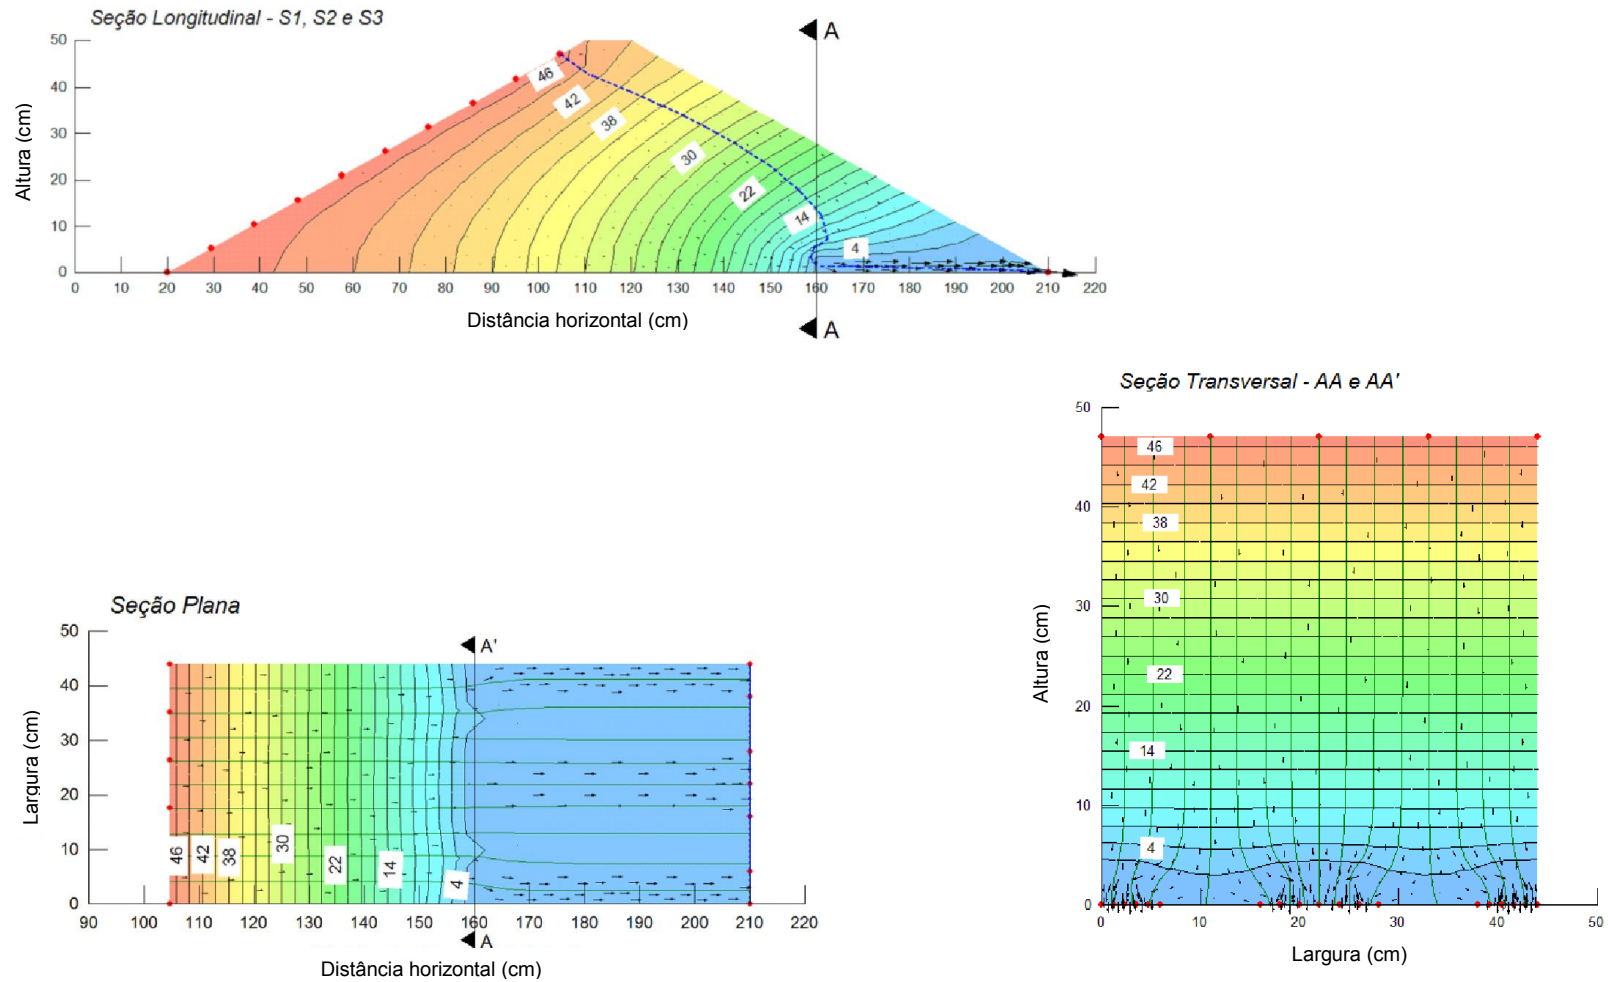 Seção Longitudinal - S1, S2 e S3
A
50
40
30
20
10
0
Altura (cm)
46
42
38
30
22
14
4
0 10 20 30 40 50 60 70 80 90 100 110 120 130 140 150 160 170 180 190 200 210 220
Distância horizontal (cm)
A
Seção Transversal - AA e AA'
50
40
30
20
10
0
Altura (cm)
46
42
38
30
22
14
4
0 10 20 30 40 50
Largura (cm)
Seção Plana
50
40
30
20
10
0
Largura (cm)
A'
46 42 38 30 22 14 4
90 100 110 120 130 140 150 160 170 180 190 200 210 220
A
Distância horizontal (cm)